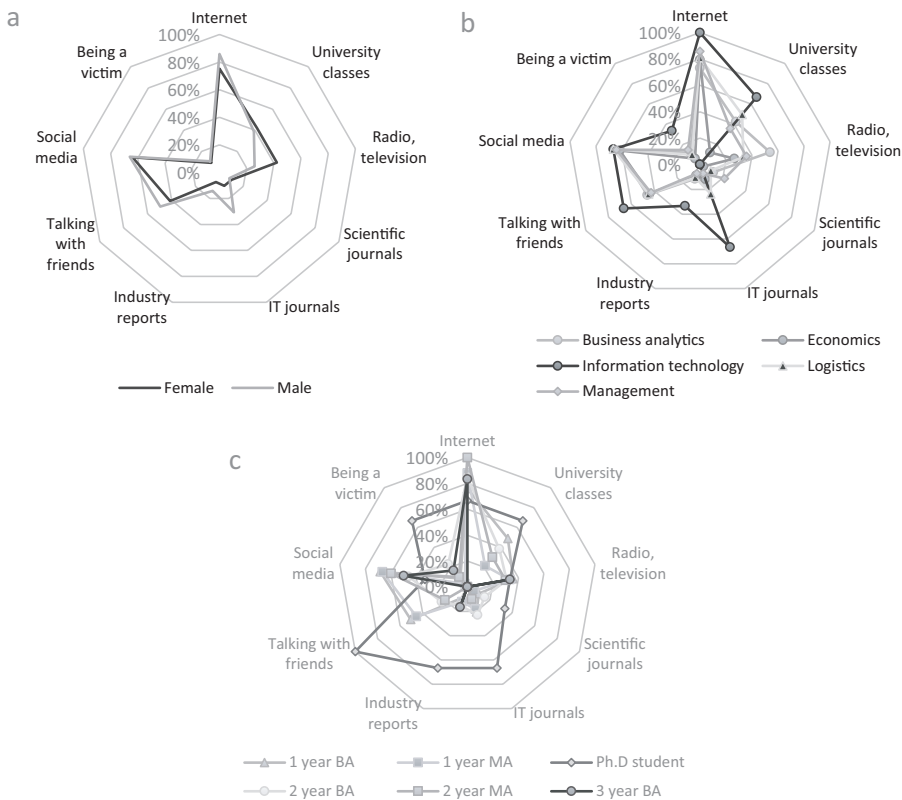 a
Internet
100%
80%
60%
40%
20%
0%
University
classes
Radio,
television
Scientific
journals
IT journals
Industry
reports
Talking
with
friends
Social
media
Being a
victim
Female
Male
b
Internet
100%
80%
60%
40%
20%
0%
University
classes
Radio,
television
Scientific
journals
IT journals
Industry
reports
Talking with
friends
Social media
Being a victim
Business analytics
Economics
Information technology
Logistics
Management
c
Internet
100%
80%
60%
40%
20%
0%
University
classes
Radio,
television
Scientific
journals
IT journals
Industry
reports
Talking with
friends
Social
media
Being a
victim
1 year BA
1 year MA
Ph.D student
2 year BA
2 year MA
3 year BA